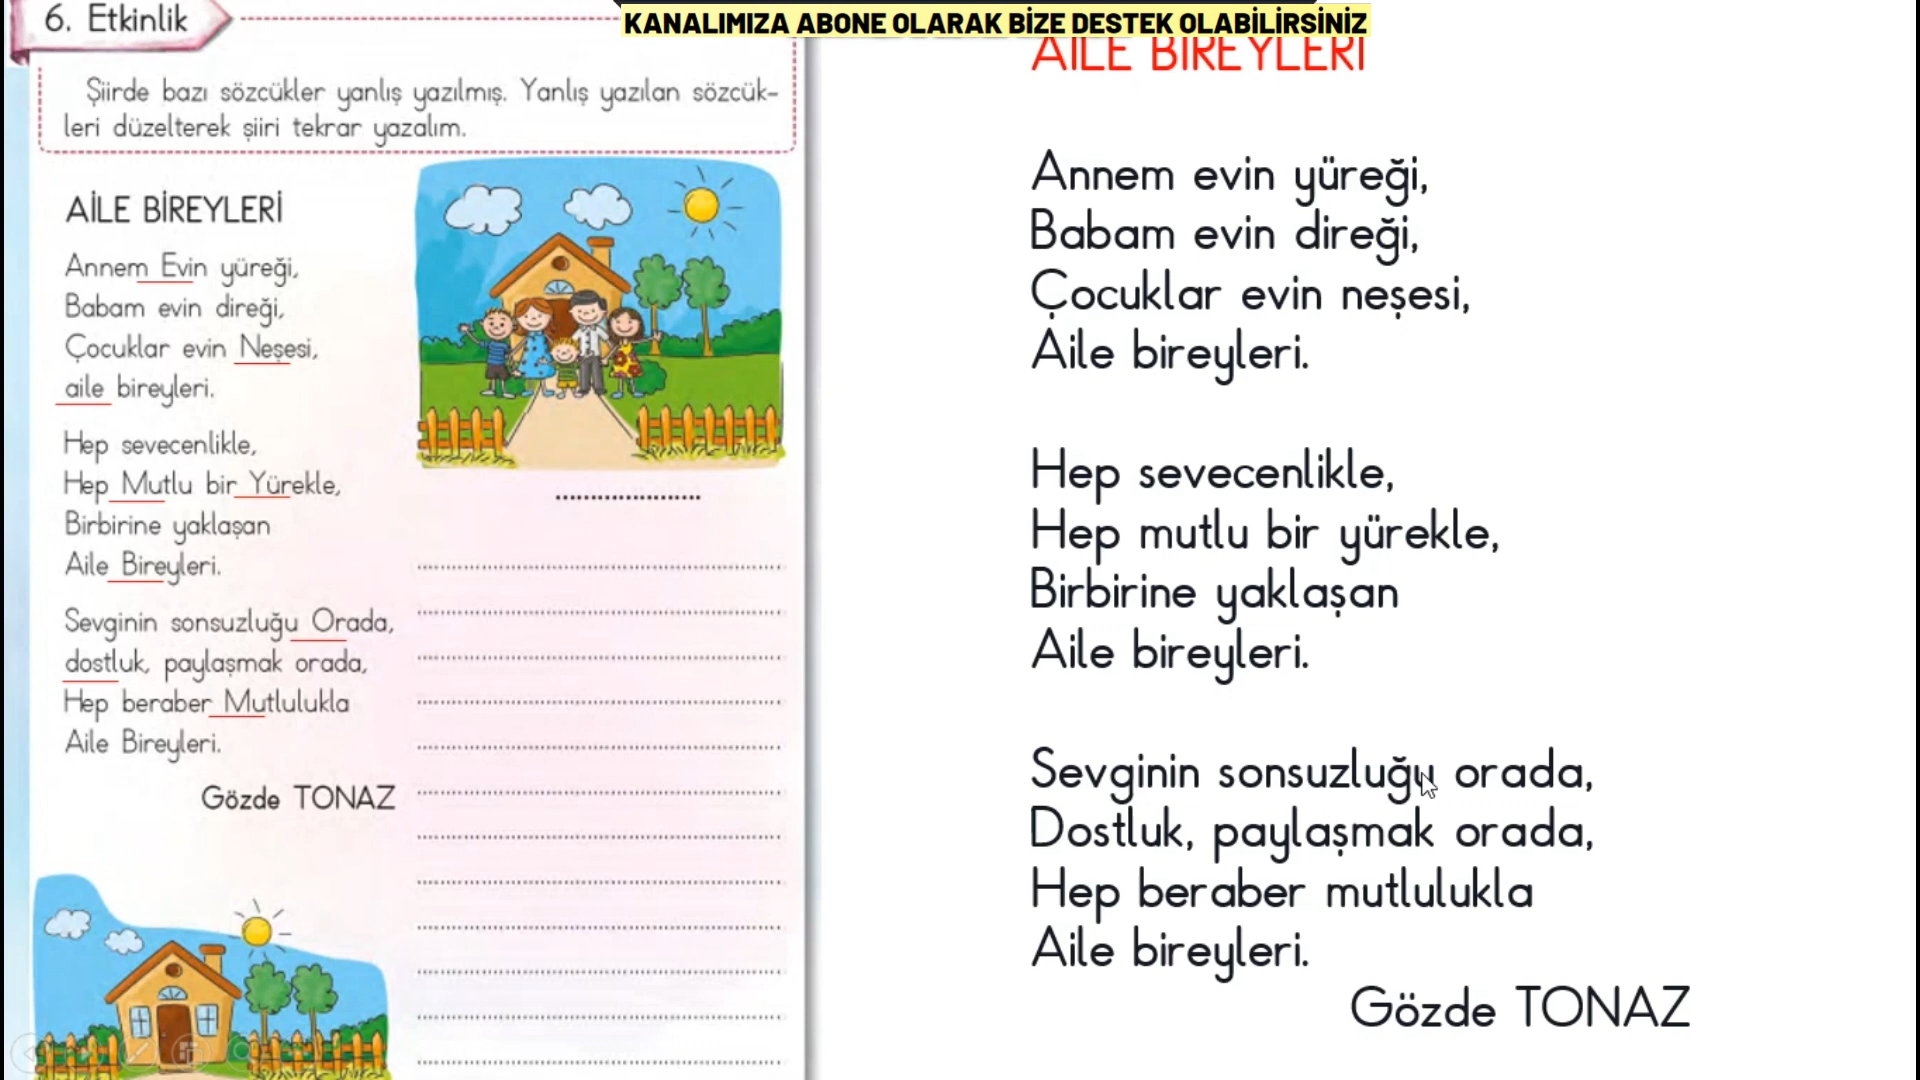 KANALIMIZA ABONE OLARAK BİZE DESTEK OLABİLİRSİNİZ
6. Etkinlik
Şiirde bazı sözcükler yanlış yazılmış. Yanlış yazılan sözcük-
leri düzelterek şiiri tekrar yazalım.
AİLE BİREYLERİ
Annem Evin yüreği,
Babam evin direği,
Çocuklar evin Neşesi,
aile bireyleri.
Hep sevecenlikle,
Hep Mutlu bir Yürekle,
Birbirine yaklaşan
Aile Bireyleri.
Sevginin sonsuzluğu Orada,
dostluk, paylaşmak orada,
Hep beraber Mutlulukla
Aile Bireyleri.
Gözde TONAZ
AİLE BİREYLERİ
Annem evin yüreği,
Babam evin direği,
Çocuklar evin neşesi,
Aile bireyleri.
Hep sevecenlikle,
Hep mutlu bir yürekle,
Birbirine yaklaşan
Aile bireyleri.
Sevginin sonsuzluğu orada,
Dostluk, paylaşmak orada,
Hep beraber mutlulukla
Aile bireyleri.
Gözde TONAZ